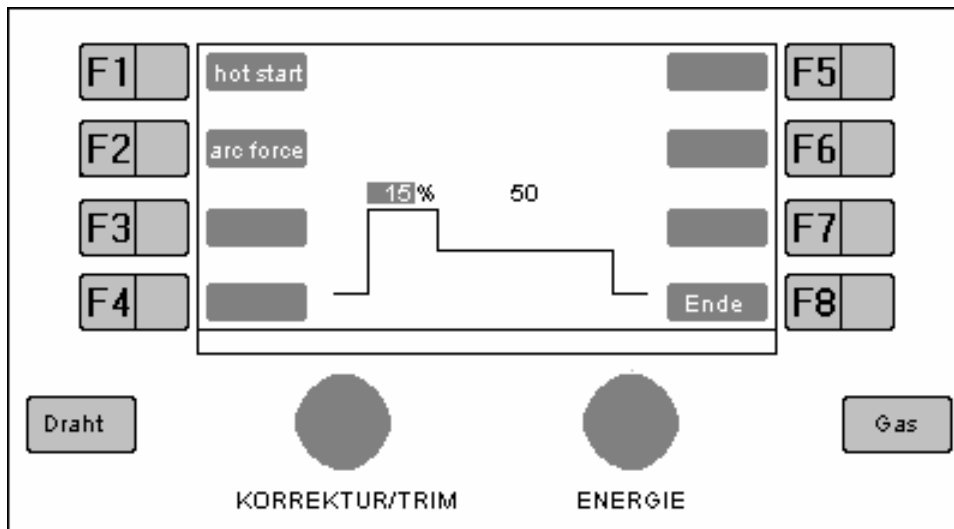 F1
hot start
F5
F2
arc force
F6
15 % 50
F3
F7
F4
Ende
F8
Draht
Gas
KORREKTUR/TRIM
ENERGIE